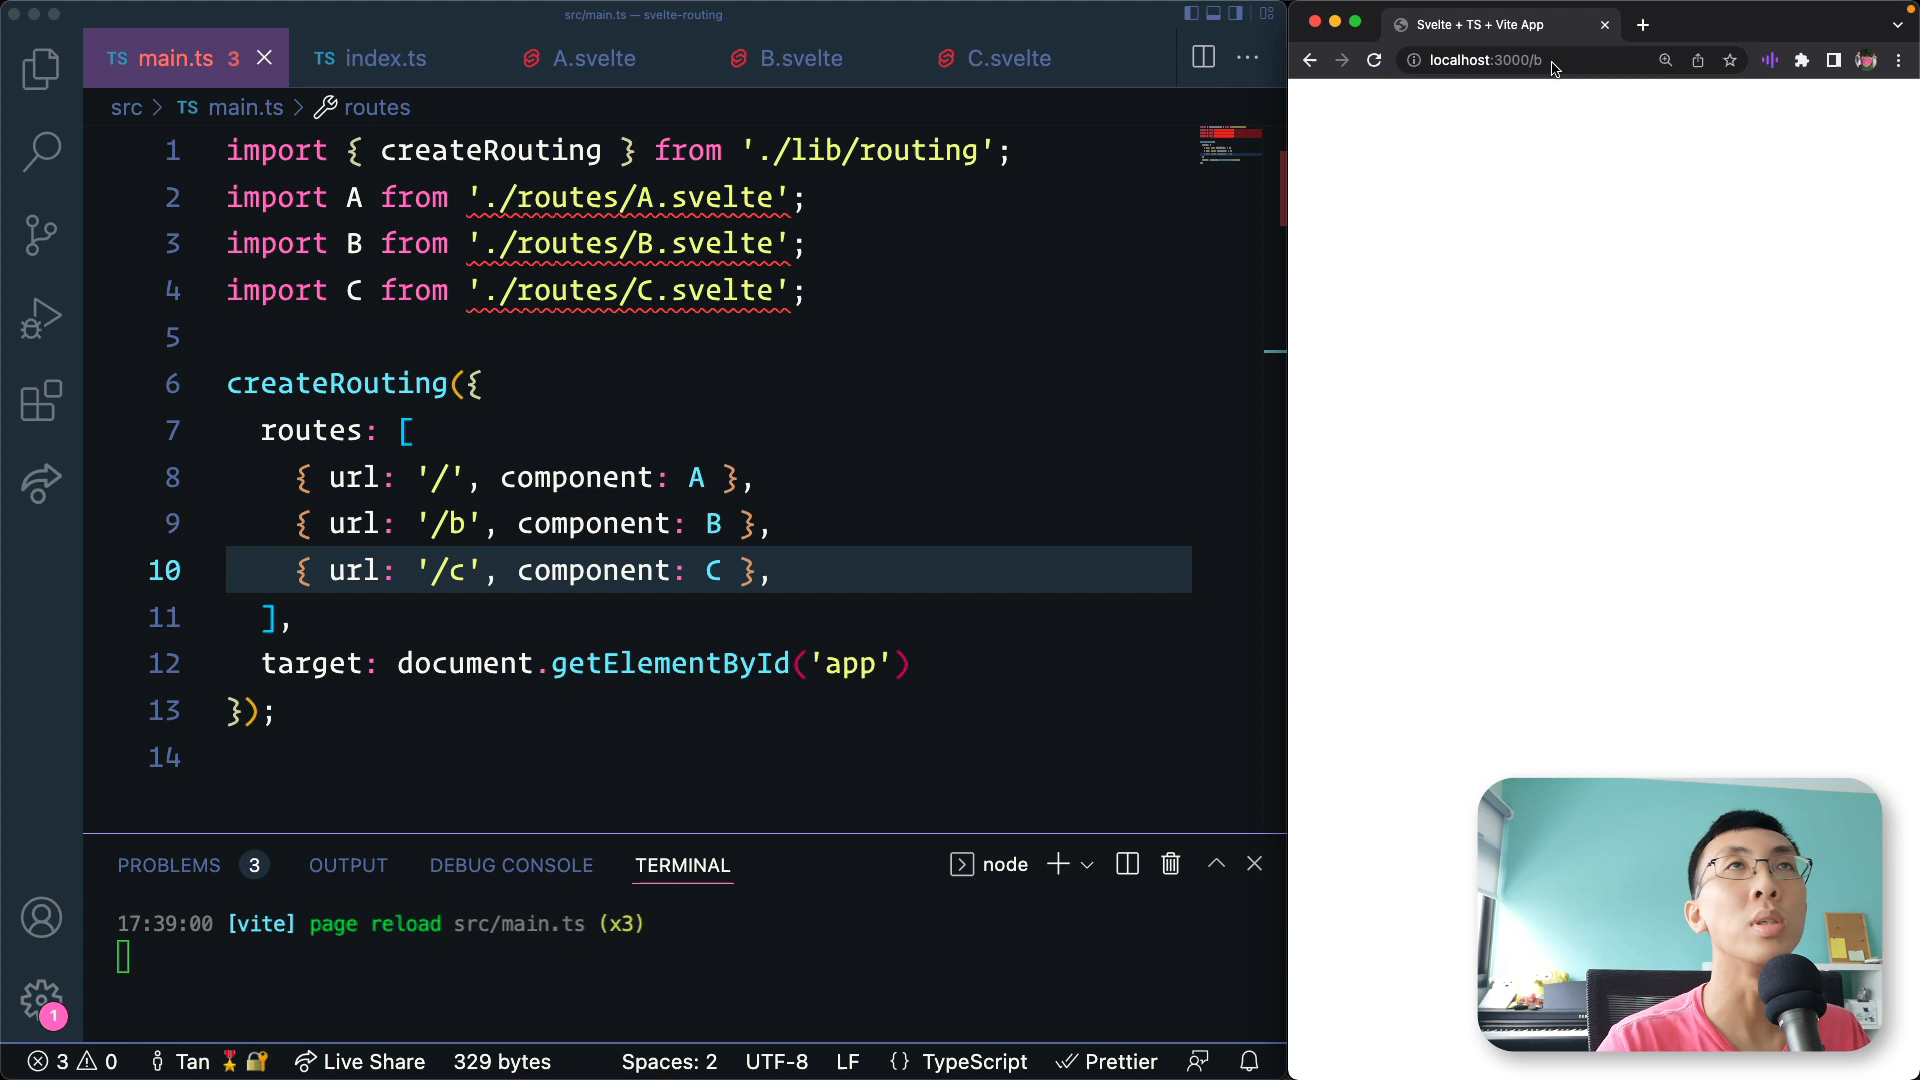 src/main.ts — svelte-routing
TS main.ts 3
TS index.ts
A.svelte
B.svelte
C.svelte
src > TS main.ts > routes
1 import { createRouting } from './lib/routing';
2 import A from './routes/A.svelte';
3 import B from './routes/B.svelte';
4 import C from './routes/C.svelte';
5
6 createRouting({
7 routes: [
8 { url: '/', component: A },
9 { url: '/b', component: B },
10 { url: '/c', component: C },
11 ],
12 target: document.getElementById('app')
13 });
14
PROBLEMS 3 OUTPUT DEBUG CONSOLE TERMINAL
node
17:39:00 [vite] page reload src/main.ts (x3)
1
3 0 Tan Live Share 329 bytes Spaces: 2 UTF-8 LF {} TypeScript Prettier
Svelte + TS + Vite App
localhost:3000/b